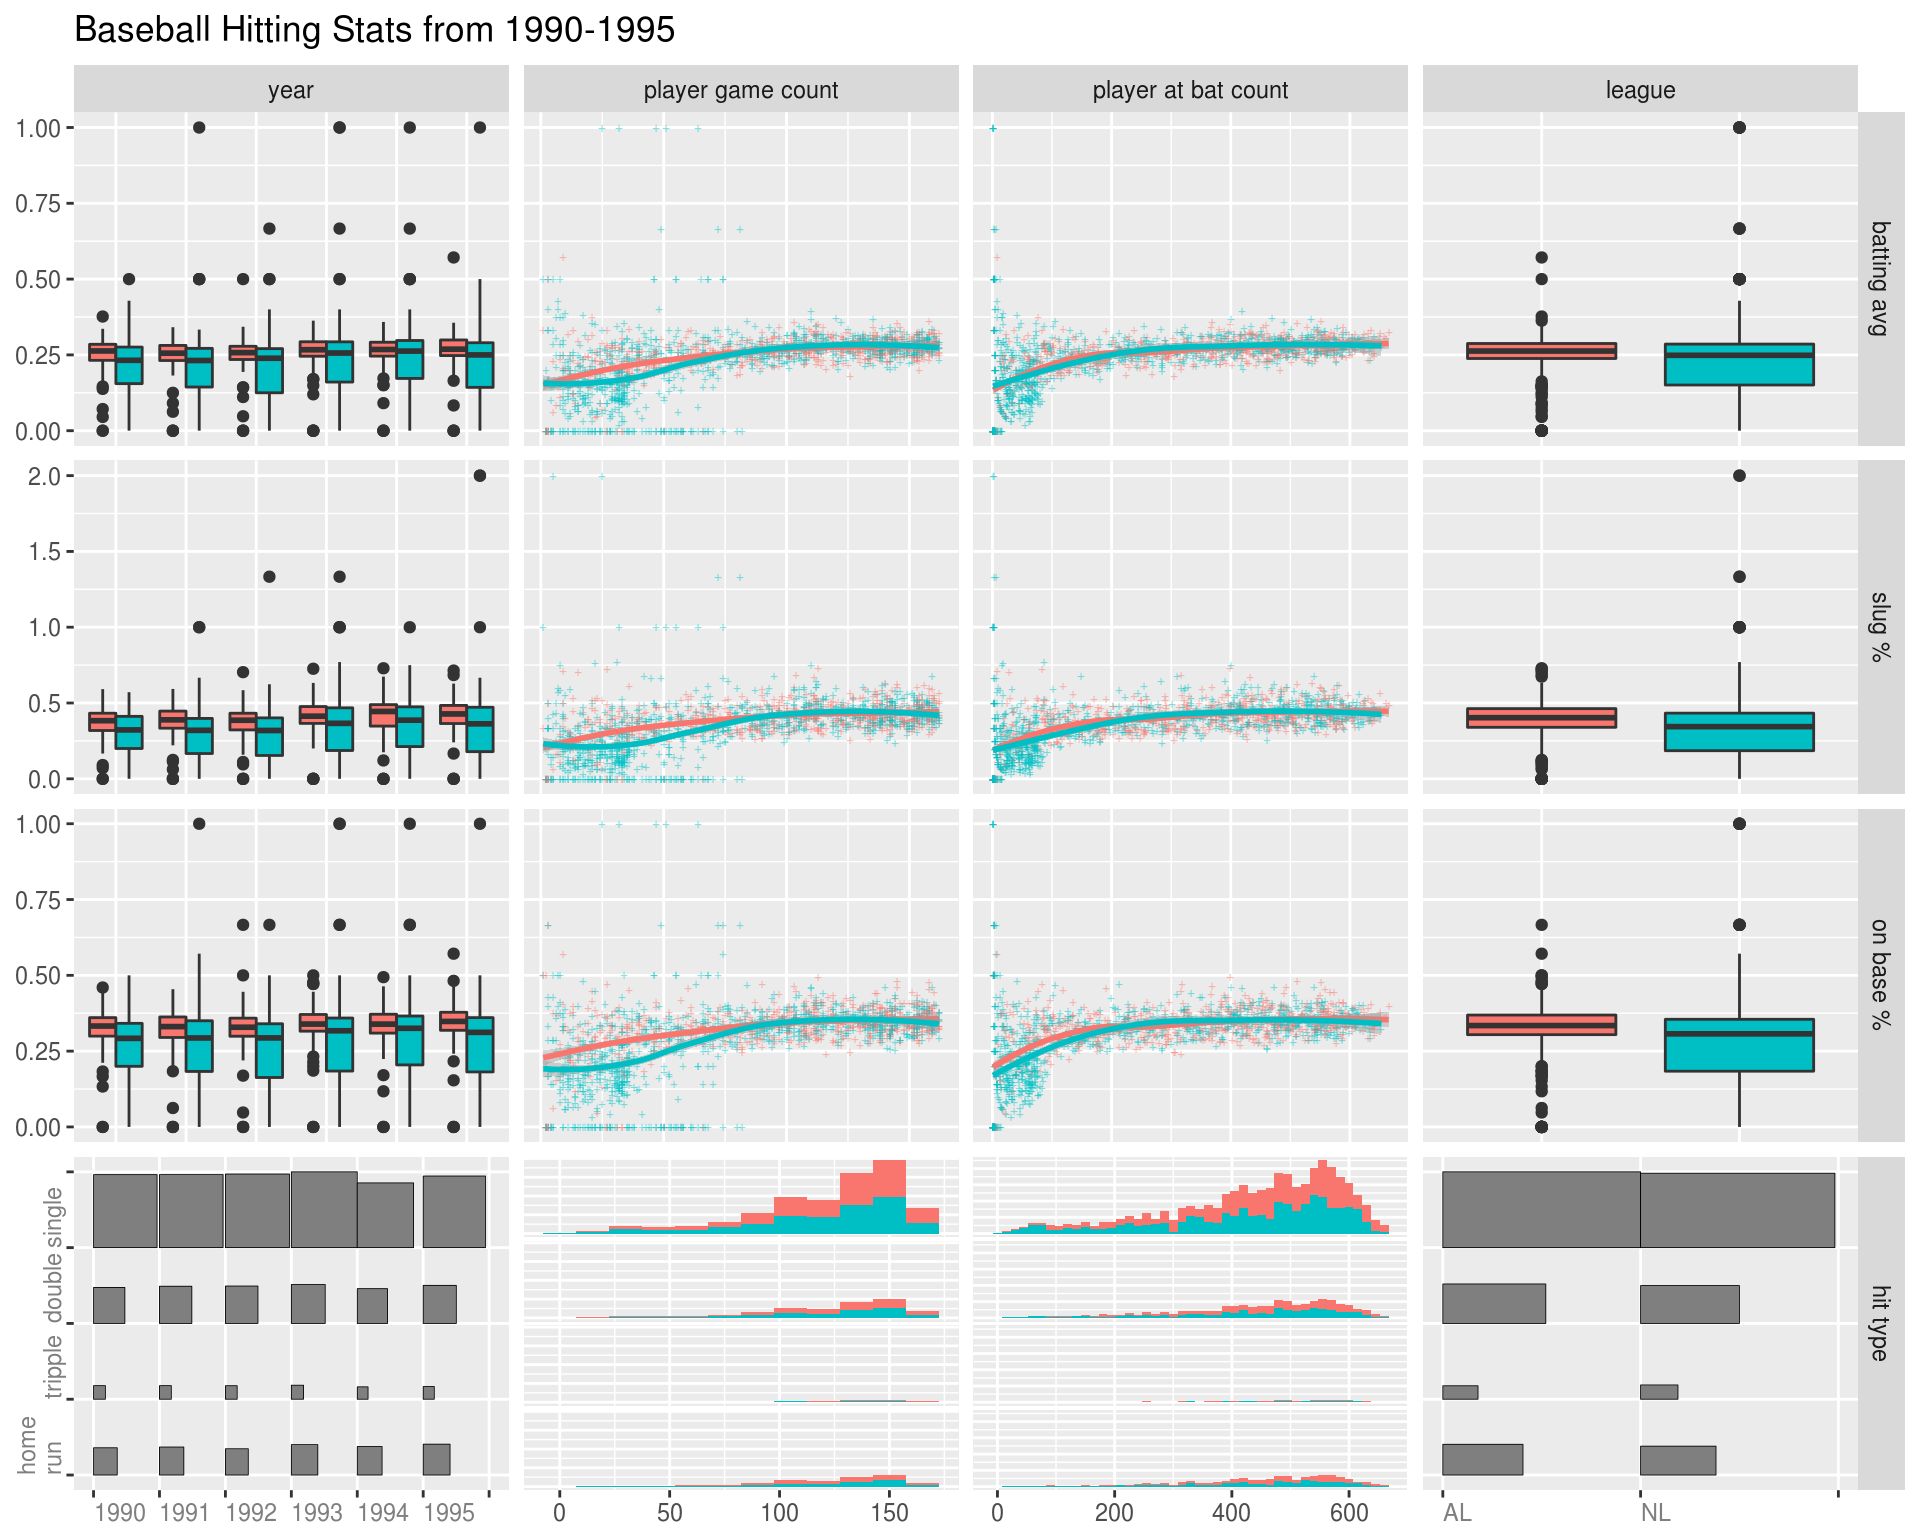 Baseball Hitting Stats from 1990-1995
year
player game count
player at bat count
league
1.00
0.75
0.50
0.25
0.00
batting avg
2.0
1.5
1.0
0.5
0.0
slug %
1.00
0.75
0.50
0.25
0.00
on base %
single
double
tripple
home
run
hit type
1990 1991 1992 1993 1994 1995
0 50 100 150
0 200 400 600
AL NL